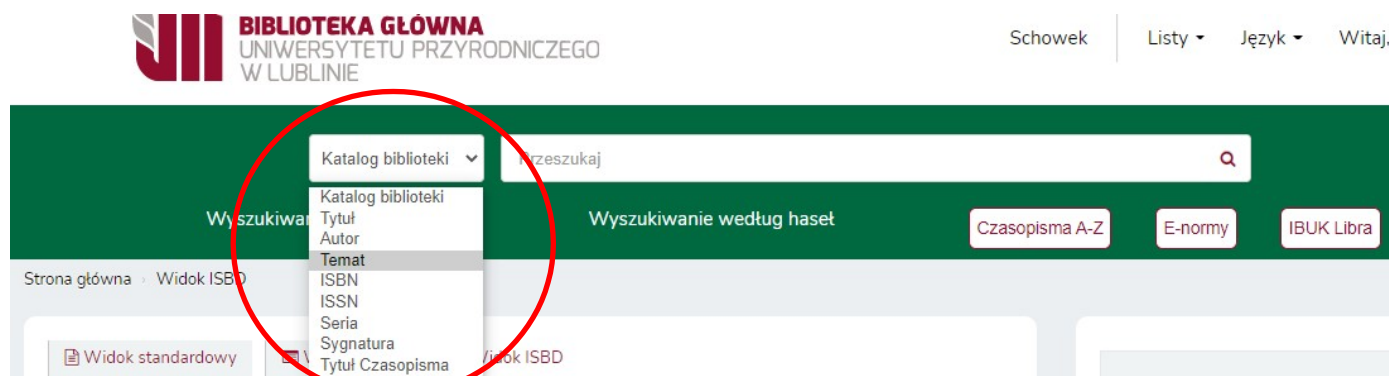 BIBLIOTEKA GŁÓWNA
UNIWERSYTETU PRZYRODNICZEGO
W LUBLINIE
Schowek Listy Język Witaj,
Katalog biblioteki Przeszukaj
Katalog biblioteki
Tytuł
Autor
Temat
ISBN
ISSN
Seria
Sygnatura
Tytuł Czasopisma
Wyszukiwanie według haseł
Czasopisma A-Z E-normy IBUK Libra
Strona główna › Widok ISBD
Widok standardowy ISBD